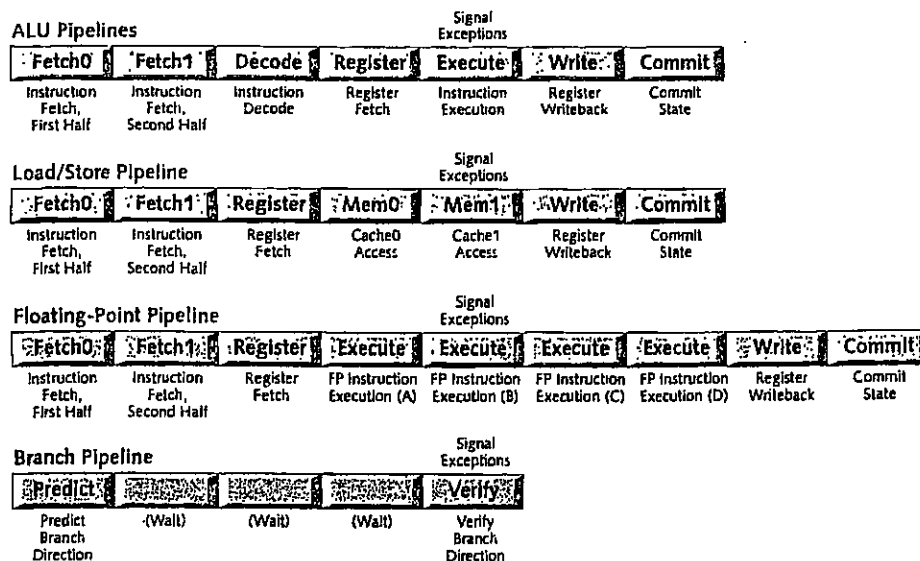 Signal
Exceptions
ALU Pipelines
Fetch0 Fetch1 Decode Register Execute Write Commit
Instruction Instruction Instruction Register Instruction Register Commit
Fetch, Fetch, Decode Fetch Execution Writeback State
First Half Second Half
Signal
Exceptions
Load/Store Pipeline
Fetch0 Fetch1 Register Mem0 Mem1 Write Commit
Instruction Instruction Register Cache0 Cache1 Register Commit
Fetch, Fetch, Fetch Access Access Writeback State
First Half Second Half
Signal
Exceptions
Floating-Point Pipeline
Fetch0 Fetch1 Register Execute Execute Execute Execute Write Commit
Instruction Instruction Register FP Instruction FP Instruction FP Instruction FP Instruction Register Commit
Fetch, Fetch, Fetch Execution (A) Execution (B) Execution (C) Execution (D) Writeback State
First Half Second Half
Signal
Exceptions
Branch Pipeline
Predict Verify
Predict (Wait) (Wait) (Wait) Verify
Branch Branch
Direction Direction